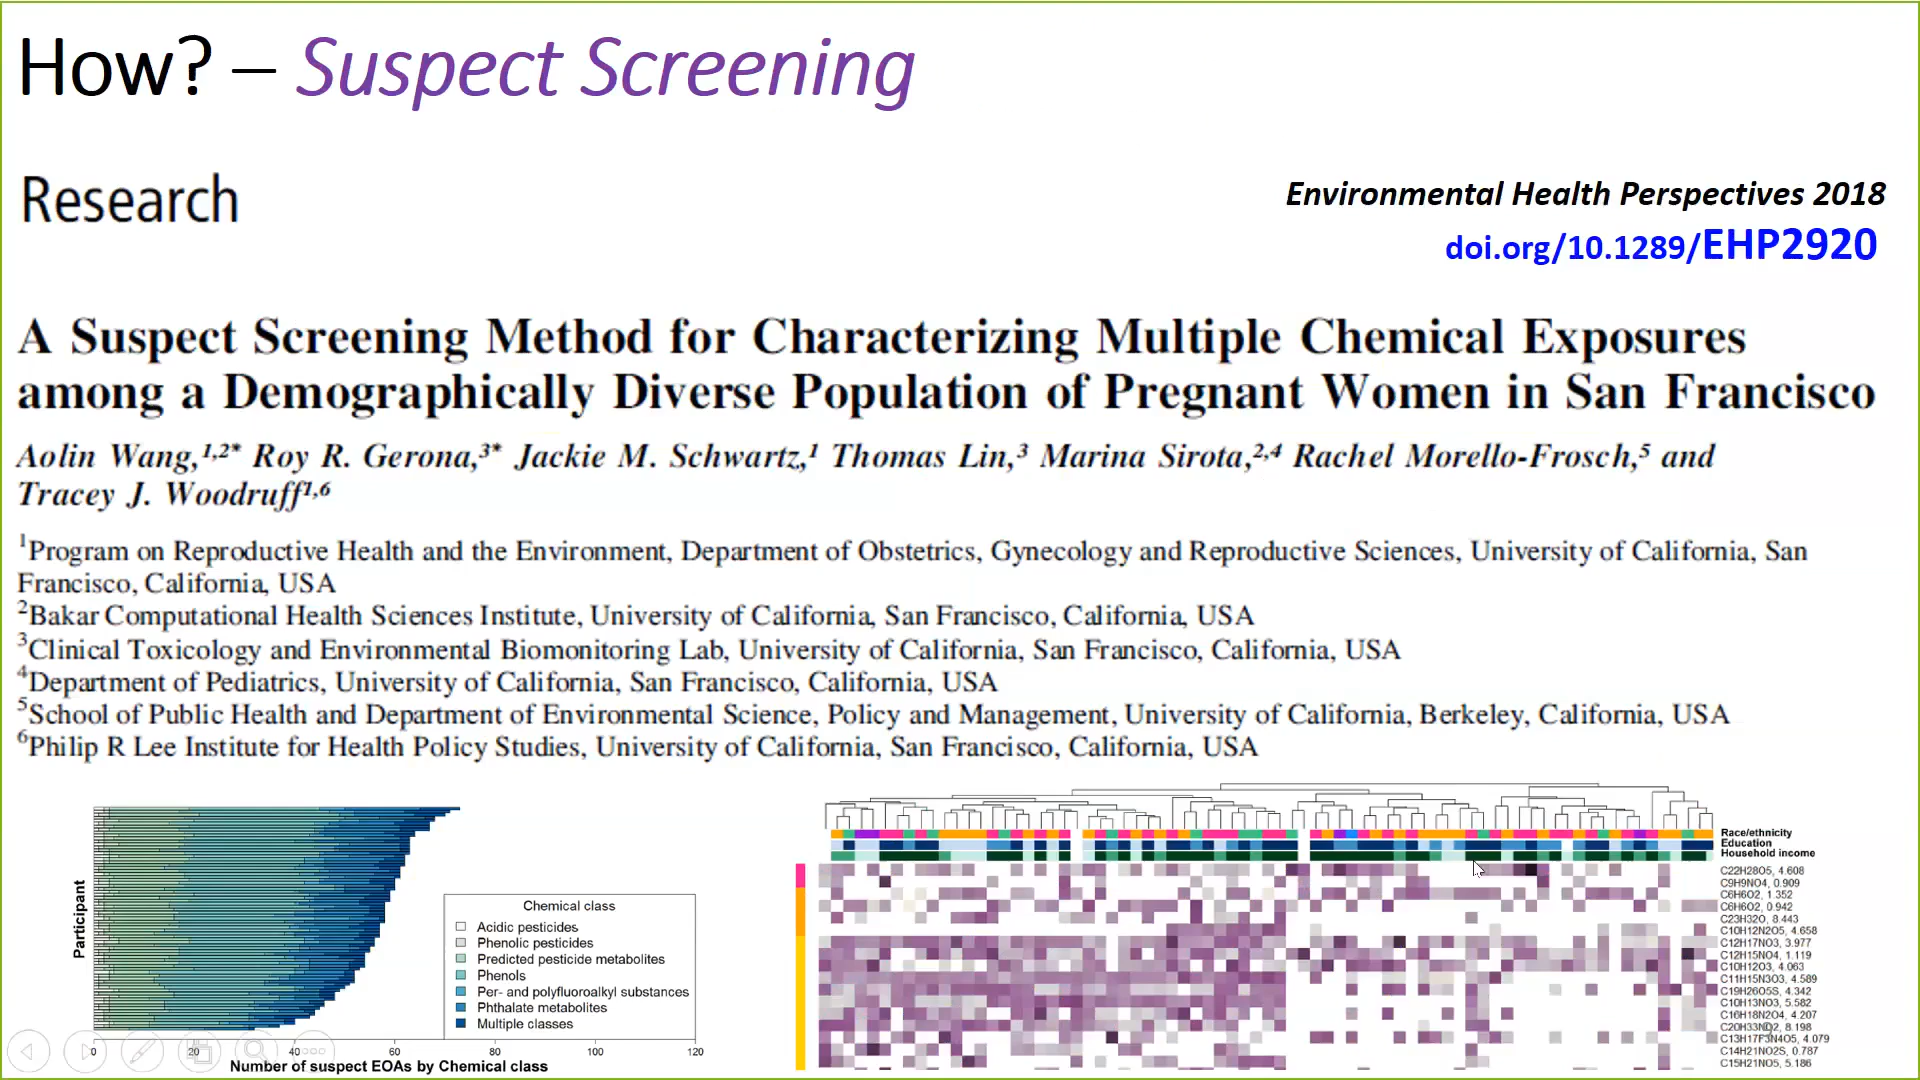 How? – Suspect Screening
Research
Environmental Health Perspectives 2018
doi.org/10.1289/EHP2920
A Suspect Screening Method for Characterizing Multiple Chemical Exposures
among a Demographically Diverse Population of Pregnant Women in San Francisco
Aolin Wang,1,2* Roy R. Gerona,3* Jackie M. Schwartz,1 Thomas Lin,3 Marina Sirota,2,4 Rachel Morello-Frosch,5 and
Tracey J. Woodruff1,6
1Program on Reproductive Health and the Environment, Department of Obstetrics, Gynecology and Reproductive Sciences, University of California, San
Francisco, California, USA
2Bakar Computational Health Sciences Institute, University of California, San Francisco, California, USA
3Clinical Toxicology and Environmental Biomonitoring Lab, University of California, San Francisco, California, USA
4Department of Pediatrics, University of California, San Francisco, California, USA
5School of Public Health and Department of Environmental Science, Policy and Management, University of California, Berkeley, California, USA
6Philip R Lee Institute for Health Policy Studies, University of California, San Francisco, California, USA
Participant
Chemical class
Acidic pesticides
Phenolic pesticides
Predicted pesticide metabolites
Phenols
Per- and polyfluoroalkyl substances
Phthalate metabolites
Multiple classes
0 20 40 60 80 100 120
Number of suspect EOAs by Chemical class
Race/ethnicity
Education
Household income
C22H28O5, 4.608
C9H9NO4, 0.909
C6H6O2, 1.352
C6H6O2, 0.942
C23H32O, 8.443
C10H12N2O5, 4.658
C12H17NO3, 3.977
C12H15NO4, 1.119
C10H12O3, 4.063
C11H15N3O3, 4.589
C19H26O5S, 4.342
C10H13NO3, 5.582
C16H18N2O4, 4.207
C20H33NO2, 8.198
C13H17F3N4O5, 4.079
C14H21NO2S, 0.787
C15H21NO5, 5.186